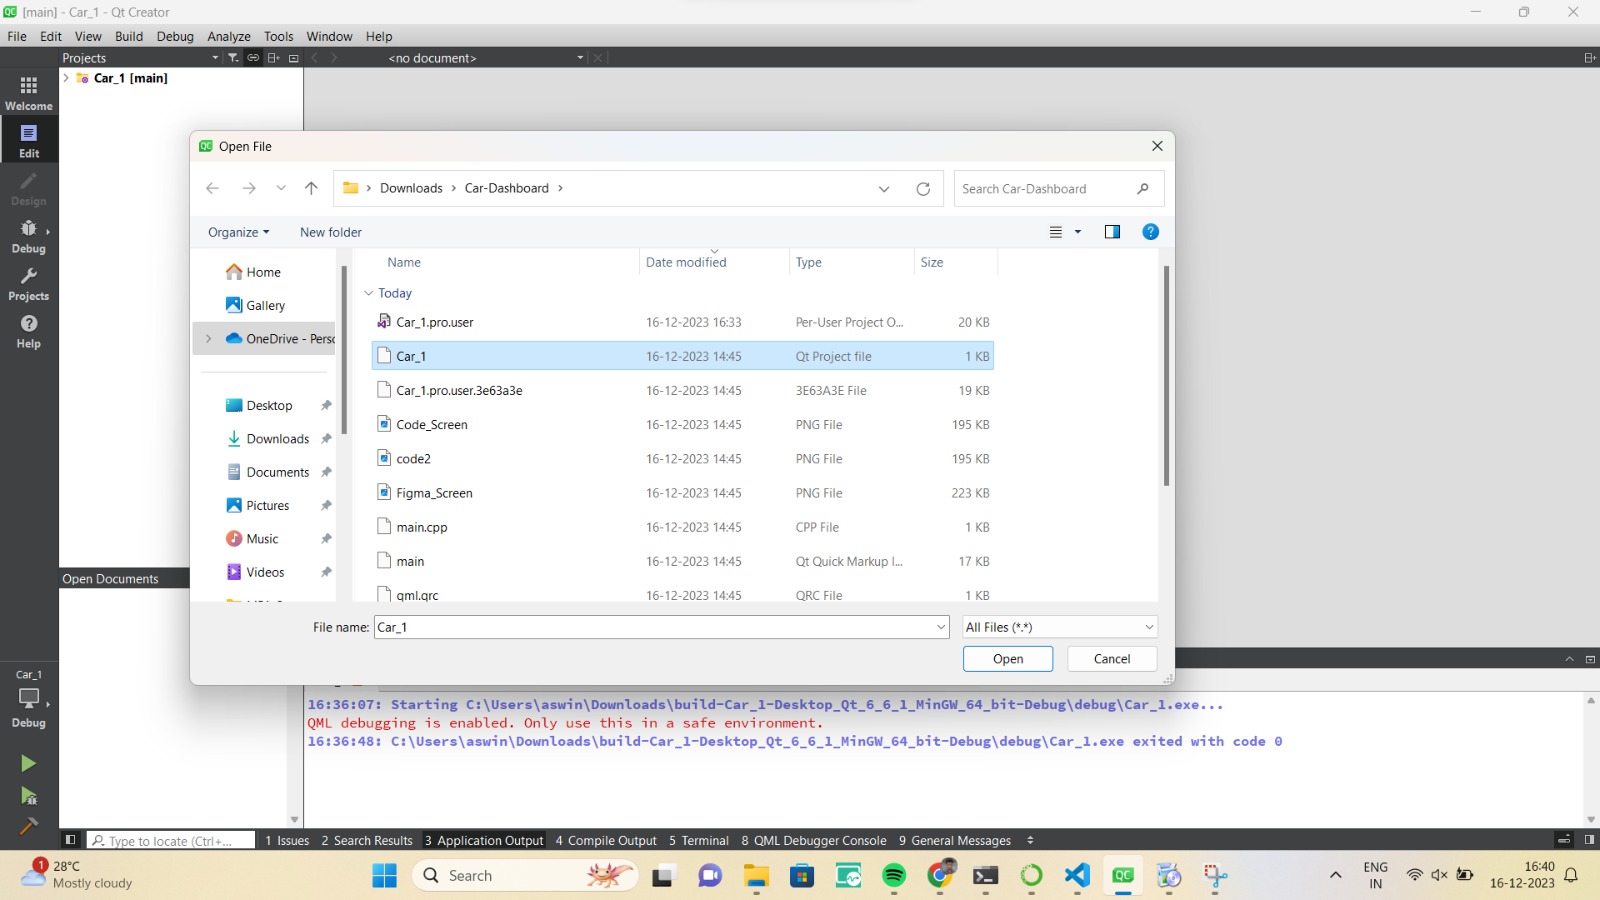 [main] - Car_1 - Qt Creator
File Edit View Build Debug Analyze Tools Window Help
Projects
<no document>
Car_1 [main]
Welcome
Edit
Design
Debug
Projects
Help
Open File
Downloads
Car-Dashboard
Search Car-Dashboard
Organize
New folder
Home
Gallery
OneDrive - Pers
Desktop
Downloads
Documents
Pictures
Music
Videos
Name Date modified Type Size
Today
Car_1.pro.user 16-12-2023 16:33 Per-User Project O... 20 KB
Car_1 16-12-2023 14:45 Qt Project file 1 KB
Car_1.pro.user.3e63a3e 16-12-2023 14:45 3E63A3E File 19 KB
Code_Screen 16-12-2023 14:45 PNG File 195 KB
code2 16-12-2023 14:45 PNG File 195 KB
Figma_Screen 16-12-2023 14:45 PNG File 223 KB
main.cpp 16-12-2023 14:45 CPP File 1 KB
main 16-12-2023 14:45 Qt Quick Markup l... 17 KB
qml.qrc 16-12-2023 14:45 QRC File 1 KB
File name: Car_1
All Files (*.*)
Open
Cancel
Open Documents
Car_1
Debug
16:36:07: Starting C:\Users\aswin\Downloads\build-Car_1-Desktop_Qt_6_6_1_MinGW_64_bit-Debug\debug\Car_1.exe...
QML debugging is enabled. Only use this in a safe environment.
16:36:48: C:\Users\aswin\Downloads\build-Car_1-Desktop_Qt_6_6_1_MinGW_64_bit-Debug\debug\Car_1.exe exited with code 0
Type to locate (Ctrl+...
1 Issues 2 Search Results 3 Application Output 4 Compile Output 5 Terminal 8 QML Debugger Console 9 General Messages
1
28°C
Mostly cloudy
Search
ENG
IN
16:40
16-12-2023